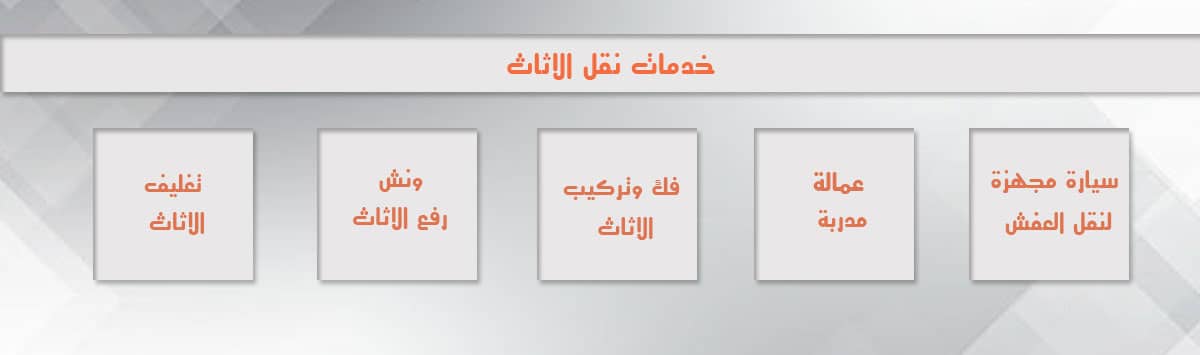 خدمات نقل الاثاث
سيارة مجهزة
لنقل العفش
عمالة
مدربة
فك وتركيب
الاثاث
ونش
رفع الاثاث
تغليف
الاثاث